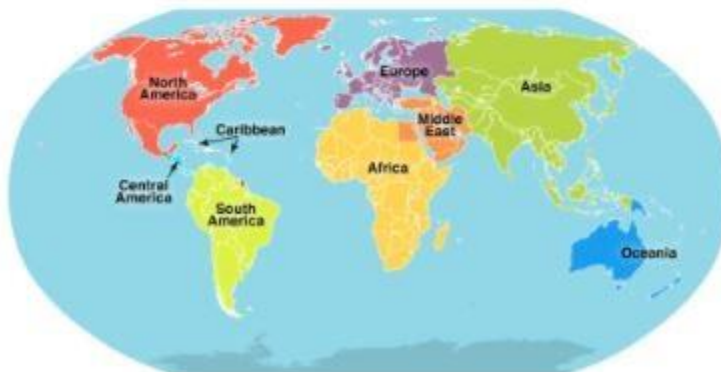 North
America
Europe
Asia
Caribbean
Middle
East
Africa
Central
America
South
America
Oceania